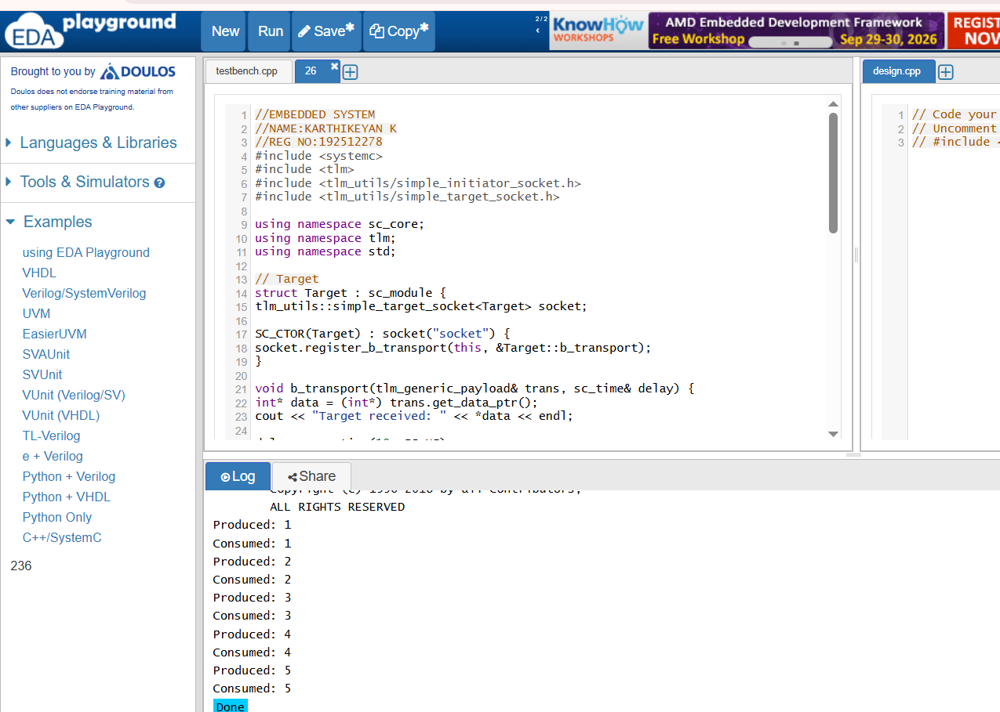 EDA playground
New
Run
Save*
Copy*
2/2
KnowHow
WORKSHOPS
AMD Embedded Development Framework
Free Workshop
Sep 29-30, 2026
REGIST
NOW
Brought to you by DOULOS
Doulos does not endorse training material from
other suppliers on EDA Playground.
Languages & Libraries
Tools & Simulators
Examples
using EDA Playground
VHDL
Verilog/SystemVerilog
UVM
EasierUVM
SVAUnit
SVUnit
VUnit (Verilog/SV)
VUnit (VHDL)
TL-Verilog
e + Verilog
Python + Verilog
Python + VHDL
Python Only
C++/SystemC
236
testbench.cpp
26
1 //EMBEDDED SYSTEM
2 //NAME:KARTHIKEYAN K
3 //REG NO:192512278
4 #include <systemc>
5 #include <tlm>
6 #include <tlm_utils/simple_initiator_socket.h>
7 #include <tlm_utils/simple_target_socket.h>
8
9 using namespace sc_core;
10 using namespace tlm;
11 using namespace std;
12
13 // Target
14 struct Target : sc_module {
15 tlm_utils::simple_target_socket<Target> socket;
16
17 SC_CTOR(Target) : socket("socket") {
18 socket.register_b_transport(this, &Target::b_transport);
19 }
20
21 void b_transport(tlm_generic_payload& trans, sc_time& delay) {
22 int* data = (int*) trans.get_data_ptr();
23 cout << "Target received: " << *data << endl;
24
design.cpp
1 // Code your
2 // Uncomment
3 // #include <
Log
Share
Copyright (c) 1996-2018 by all Contributors,
ALL RIGHTS RESERVED
Produced: 1
Consumed: 1
Produced: 2
Consumed: 2
Produced: 3
Consumed: 3
Produced: 4
Consumed: 4
Produced: 5
Consumed: 5
Done